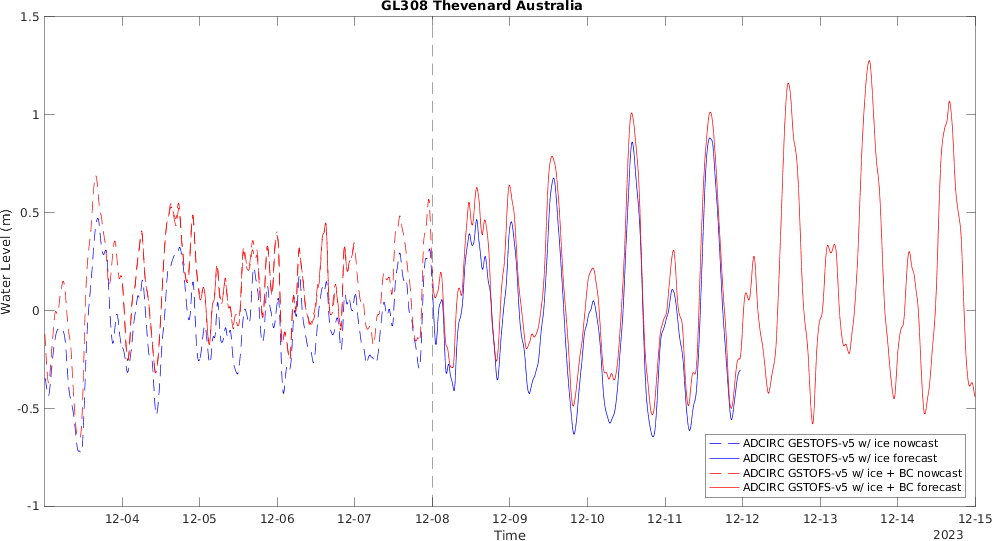 GL308 Thevenard Australia
1.5
1
0.5
0
-0.5
-1
Water Level (m)
ADCIRC GESTOFS-v5 w/ ice nowcast
ADCIRC GESTOFS-v5 w/ ice forecast
ADCIRC GSTOFS-v5 w/ ice + BC nowcast
ADCIRC GSTOFS-v5 w/ ice + BC forecast
12-04 12-05 12-06 12-07 12-08 12-09 12-10 12-11 12-12 12-13 12-14 12-15
Time
2023